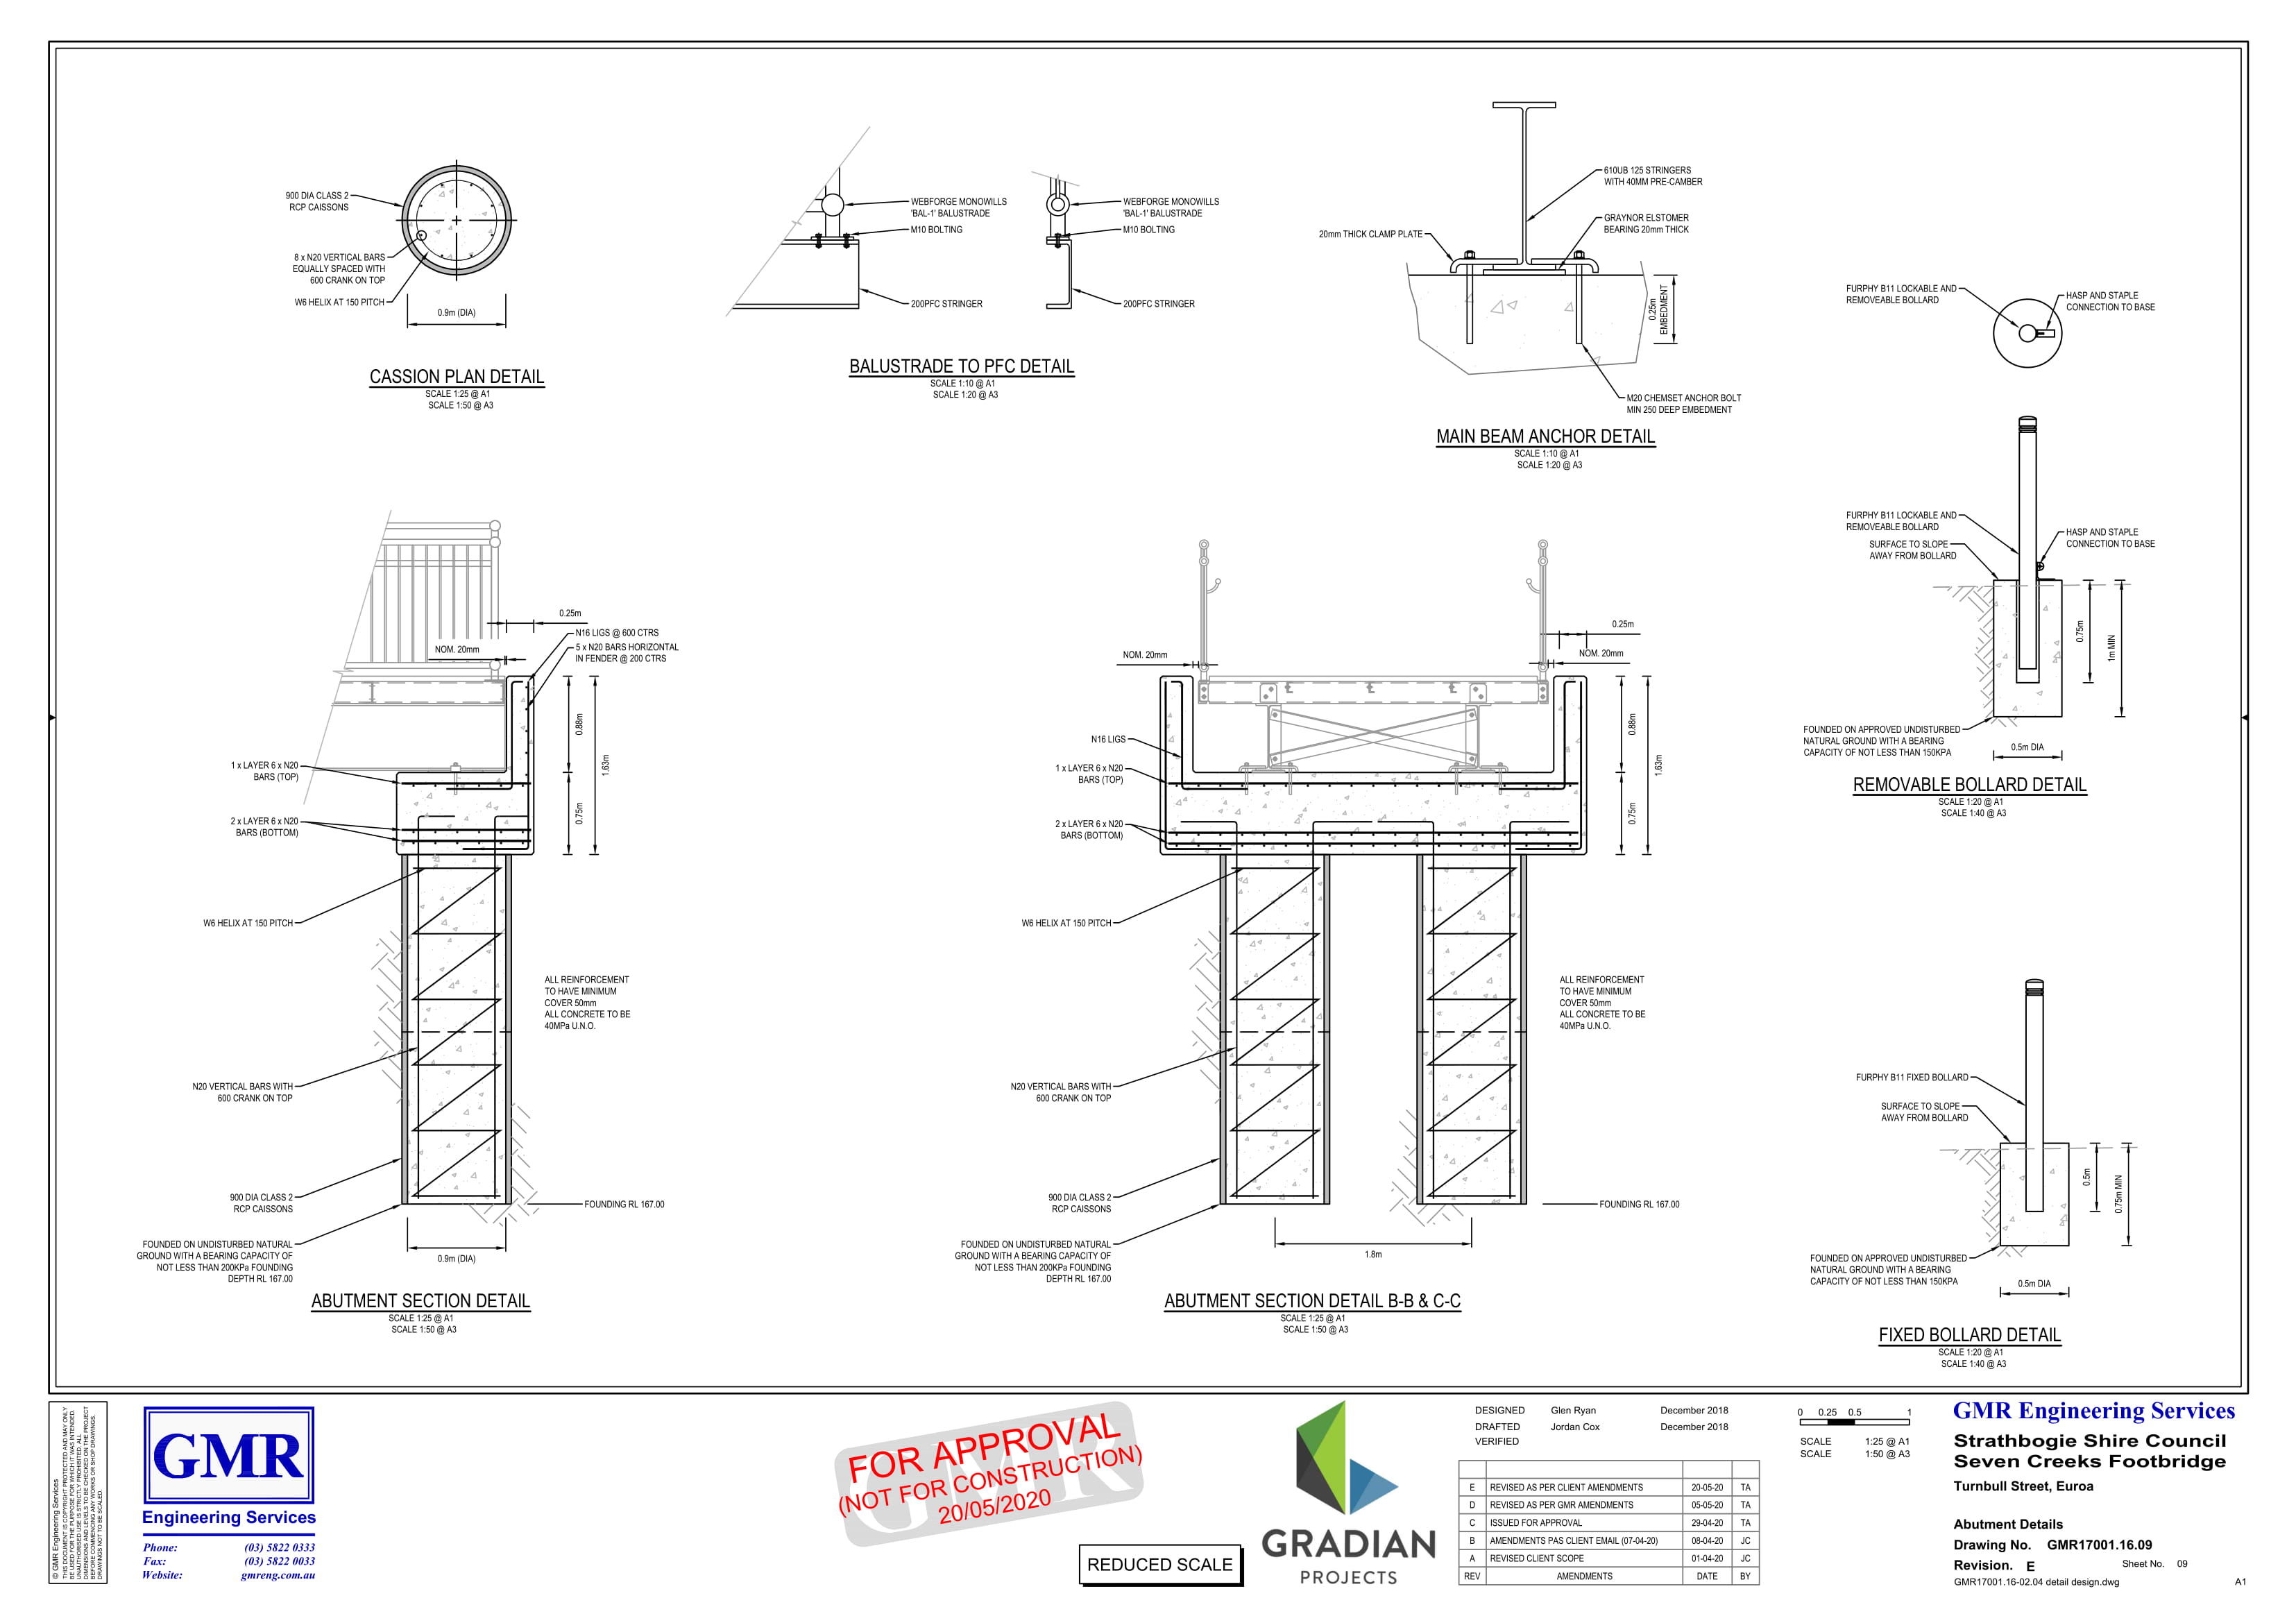 900 DIA CLASS 2
RCP CAISSONS
8 x N20 VERTICAL BARS
EQUALLY SPACED WITH
600 CRANK ON TOP
W6 HELIX AT 150 PITCH
0.9m (DIA)
CASSION PLAN DETAIL
SCALE 1:25 @ A1
SCALE 1:50 @ A3
WEBFORGE MONOWILLS
'BAL-1' BALUSTRADE
M10 BOLTING
200PFC STRINGER
WEBFORGE MONOWILLS
'BAL-1' BALUSTRADE
M10 BOLTING
200PFC STRINGER
BALUSTRADE TO PFC DETAIL
SCALE 1:10 @ A1
SCALE 1:20 @ A3
610UB 125 STRINGERS
WITH 40MM PRE-CAMBER
GRAYNOR ELSTOMER
BEARING 20mm THICK
20mm THICK CLAMP PLATE
0.25m
EMBEDMENT
M20 CHEMSET ANCHOR BOLT
MIN 250 DEEP EMBEDMENT
MAIN BEAM ANCHOR DETAIL
SCALE 1:10 @ A1
SCALE 1:20 @ A3
FURPHY B11 LOCKABLE AND
REMOVEABLE BOLLARD
HASP AND STAPLE
CONNECTION TO BASE
FURPHY B11 LOCKABLE AND
REMOVEABLE BOLLARD
HASP AND STAPLE
CONNECTION TO BASE
SURFACE TO SLOPE
AWAY FROM BOLLARD
0.75m
1m MIN
FOUNDED ON APPROVED UNDISTURBED
NATURAL GROUND WITH A BEARING
CAPACITY OF NOT LESS THAN 150KPA
0.5m DIA
REMOVABLE BOLLARD DETAIL
SCALE 1:20 @ A1
SCALE 1:40 @ A3
0.25m
N16 LIGS @ 600 CTRS
5 x N20 BARS HORIZONTAL
IN FENDER @ 200 CTRS
NOM. 20mm
0.88m
1.63m
0.75m
1 x LAYER 6 x N20
BARS (TOP)
2 x LAYER 6 x N20
BARS (BOTTOM)
W6 HELIX AT 150 PITCH
ALL REINFORCEMENT
TO HAVE MINIMUM
COVER 50mm
ALL CONCRETE TO BE
40MPa U.N.O.
N20 VERTICAL BARS WITH
600 CRANK ON TOP
900 DIA CLASS 2
RCP CAISSONS
FOUNDING RL 167.00
FOUNDED ON UNDISTURBED NATURAL
GROUND WITH A BEARING CAPACITY OF
NOT LESS THAN 200KPa FOUNDING
DEPTH RL 167.00
0.9m (DIA)
ABUTMENT SECTION DETAIL
SCALE 1:25 @ A1
SCALE 1:50 @ A3
NOM. 20mm
0.25m
NOM. 20mm
N16 LIGS
1 x LAYER 6 x N20
BARS (TOP)
2 x LAYER 6 x N20
BARS (BOTTOM)
0.88m
1.63m
0.75m
W6 HELIX AT 150 PITCH
ALL REINFORCEMENT
TO HAVE MINIMUM
COVER 50mm
ALL CONCRETE TO BE
40MPa U.N.O.
N20 VERTICAL BARS WITH
600 CRANK ON TOP
900 DIA CLASS 2
RCP CAISSONS
FOUNDING RL 167.00
FOUNDED ON UNDISTURBED NATURAL
GROUND WITH A BEARING CAPACITY OF
NOT LESS THAN 200KPa FOUNDING
DEPTH RL 167.00
1.8m
ABUTMENT SECTION DETAIL B-B & C-C
SCALE 1:25 @ A1
SCALE 1:50 @ A3
FURPHY B11 FIXED BOLLARD
SURFACE TO SLOPE
AWAY FROM BOLLARD
0.5m
0.75m MIN
FOUNDED ON APPROVED UNDISTURBED
NATURAL GROUND WITH A BEARING
CAPACITY OF NOT LESS THAN 150KPA
0.5m DIA
FIXED BOLLARD DETAIL
SCALE 1:20 @ A1
SCALE 1:40 @ A3
© GMR Engineering Services
THIS DOCUMENT IS COPYRIGHT PROTECTED AND MAY ONLY
BE USED FOR THE PURPOSE FOR WHICH IT WAS INTENDED.
UNAUTHORISED USE IS STRICTLY PROHIBITED. ALL
DIMENSIONS AND LEVELS TO BE CHECKED ON THE PROJECT
BEFORE COMMENCING ANY WORKS OR SHOP DRAWINGS.
DRAWINGS NOT TO BE SCALED.
GMR
Engineering Services
Phone: (03) 5822 0333
Fax: (03) 5822 0033
Website: gmreng.com.au
GMR
FOR APPROVAL
(NOT FOR CONSTRUCTION)
20/05/2020
REDUCED SCALE
GRADIAN
PROJECTS
DESIGNED Glen Ryan December 2018
DRAFTED Jordan Cox December 2018
VERIFIED
E REVISED AS PER CLIENT AMENDMENTS 20-05-20 TA
D REVISED AS PER GMR AMENDMENTS 05-05-20 TA
C ISSUED FOR APPROVAL 29-04-20 TA
B AMENDMENTS PAS CLIENT EMAIL (07-04-20) 08-04-20 JC
A REVISED CLIENT SCOPE 01-04-20 JC
REV AMENDMENTS DATE BY
0 0.25 0.5 1
SCALE 1:25 @ A1
SCALE 1:50 @ A3
GMR Engineering Services
Strathbogie Shire Council
Seven Creeks Footbridge
Turnbull Street, Euroa
Abutment Details
Drawing No. GMR17001.16.09
Revision. E Sheet No. 09
GMR17001.16-02.04 detail design.dwg A1